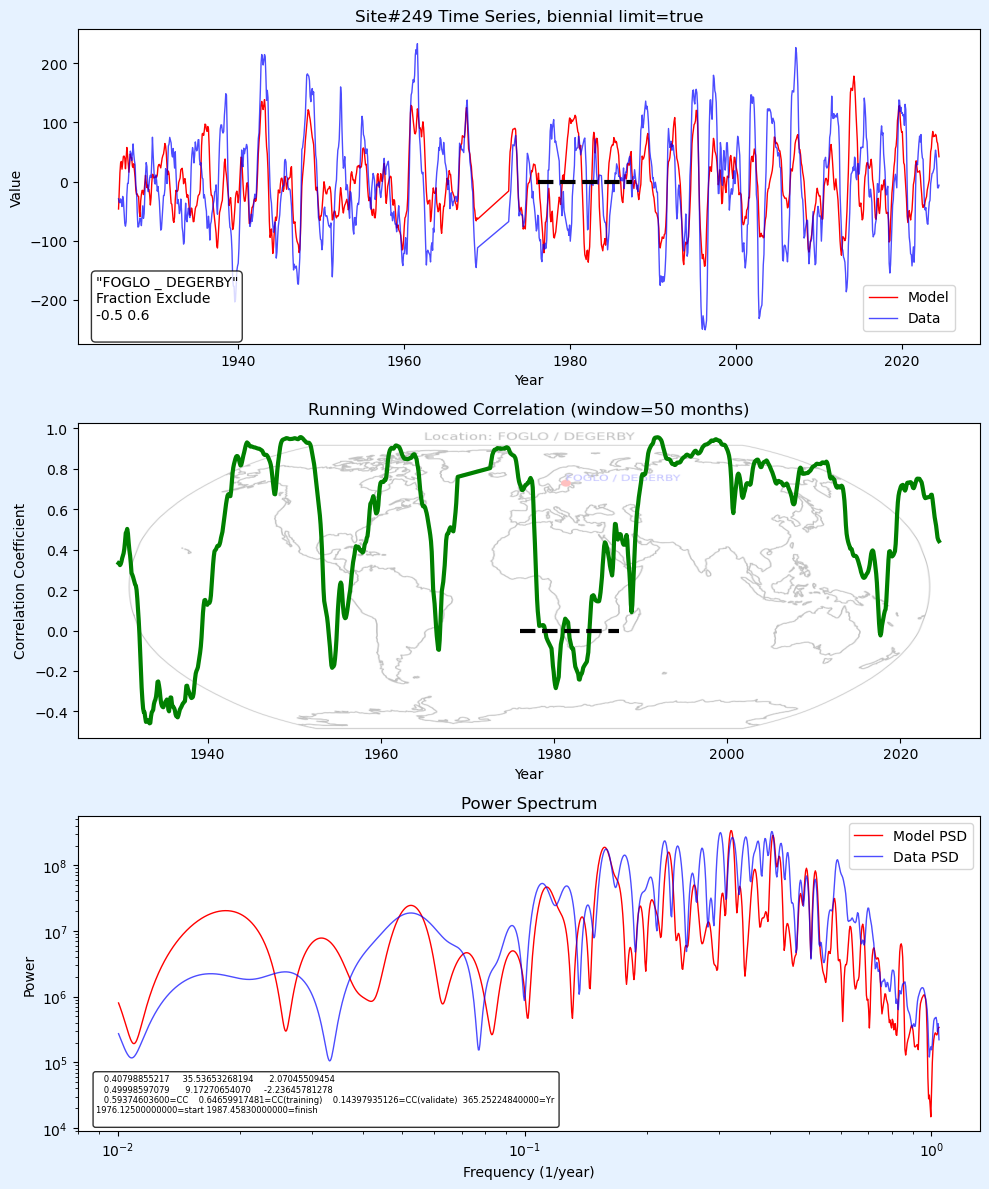 Site#249 Time Series, biennial limit=true
200
100
0
−100
−200
Value
"FOGLO _ DEGERBY"
Fraction Exclude
-0.5 0.6
Model
Data
1940
1960
1980
2000
2020
Year
Running Windowed Correlation (window=50 months)
Location: FOGLO / DEGERBY
FOGLO / DEGERBY
1.0
0.8
0.6
0.4
0.2
0.0
−0.2
−0.4
Correlation Coefficient
1940
1960
1980
2000
2020
Year
Power Spectrum
Model PSD
Data PSD
10⁸
10⁷
10⁶
10⁵
10⁴
Power
0.40798855217 35.53653268194 2.07045509454
0.49998597079 9.17270654070 -2.23645781278
0.59374603600=CC 0.64659917481=CC(training) 0.14397935126=CC(validate) 365.25224840000=Yr
1976.12500000000=start 1987.45830000000=finish
10⁻²
10⁻¹
10⁰
Frequency (1/year)